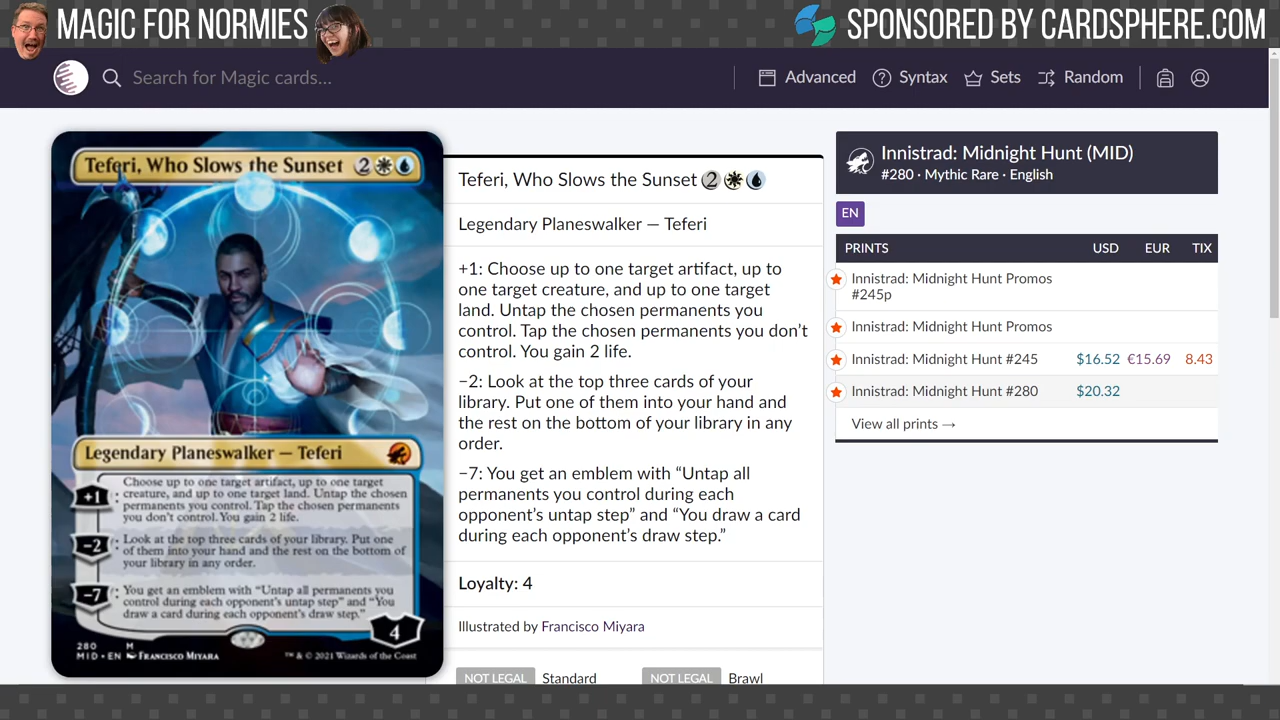 MAGIC FOR NORMIES
SPONSORED BY CARDSPHERE.COM
Search for Magic cards...
Advanced
Syntax
Sets
Random
Teferi, Who Slows the Sunset 2
Legendary Planeswalker — Teferi
+1: Choose up to one target artifact, up to one target
creature, and up to one target land. Untap the chosen
permanents you control. Tap the chosen permanents
you don't control. You gain 2 life.
−2: Look at the top three cards of your library. Put one
of them into your hand and the rest on the bottom of
your library in any order.
−7: You get an emblem with “Untap all permanents you
control during each opponent's untap step” and “You
draw a card during each opponent's draw step.”
4
280 M
MID • EN FRANCISCO MIYARA
™ & © 2021 Wizards of the Coast
Teferi, Who Slows the Sunset 2
Legendary Planeswalker — Teferi
+1: Choose up to one target artifact, up to
one target creature, and up to one target
land. Untap the chosen permanents you
control. Tap the chosen permanents you don't
control. You gain 2 life.
−2: Look at the top three cards of your
library. Put one of them into your hand and
the rest on the bottom of your library in any
order.
−7: You get an emblem with “Untap all
permanents you control during each
opponent's untap step” and “You draw a card
during each opponent's draw step.”
Loyalty: 4
Illustrated by Francisco Miyara
NOT LEGAL Standard
NOT LEGAL Brawl
Innistrad: Midnight Hunt (MID)
#280 · Mythic Rare · English
EN
PRINTS USD EUR TIX
Innistrad: Midnight Hunt Promos
#245p
Innistrad: Midnight Hunt Promos
Innistrad: Midnight Hunt #245 $16.52 €15.69 8.43
Innistrad: Midnight Hunt #280 $20.32
View all prints →